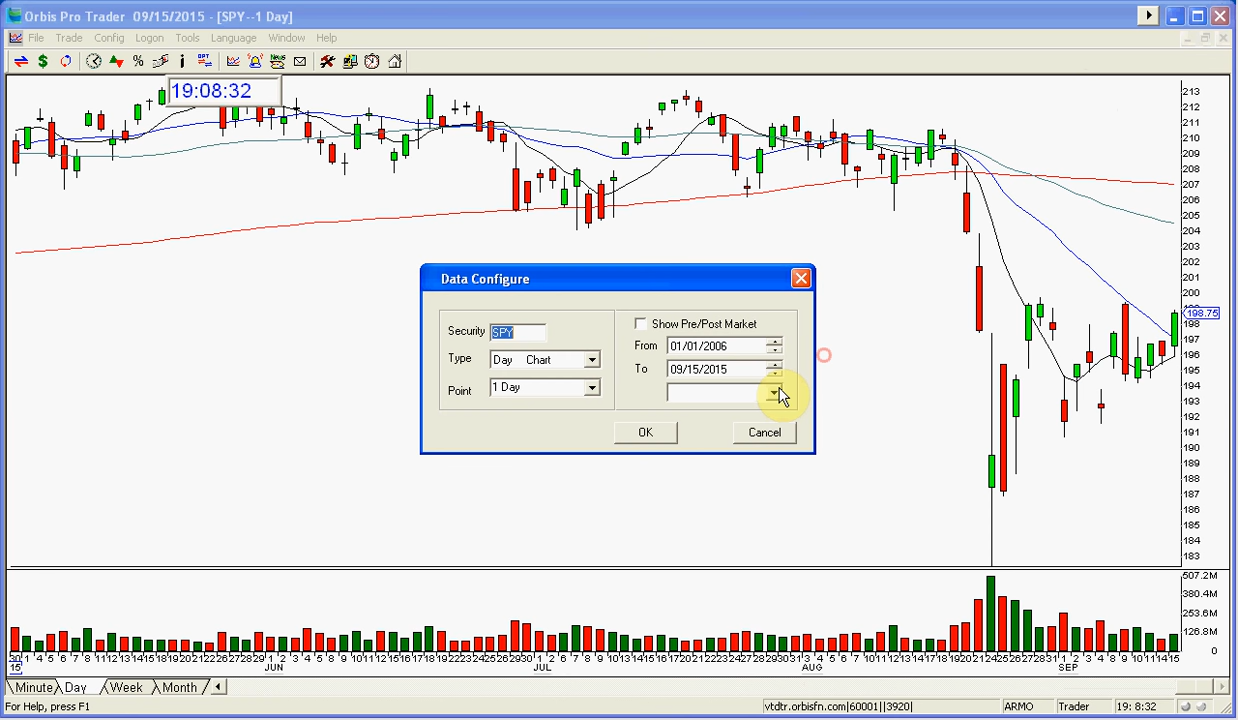 Orbis Pro Trader 09/15/2015 - [SPY--1 Day]
File Trade Config Logon Tools Language Window Help
19:08:32
213
212
211
210
209
208
207
206
205
204
203
202
201
200
198.75
198
197
196
195
194
193
192
191
190
189
188
187
186
185
184
183
Data Configure
Security SPY
Show Pre/Post Market
Type Day Chart
From 01/01/2006
To 09/15/2015
Point 1 Day
OK
Cancel
507.2M
380.4M
253.6M
126.8M
0
JUN
JUL
AUG
SEP
15
Minute Day Week Month
For Help, press F1
vtdtr.orbisfn.com|60001||3920|
ARMO
Trader
19: 8:32